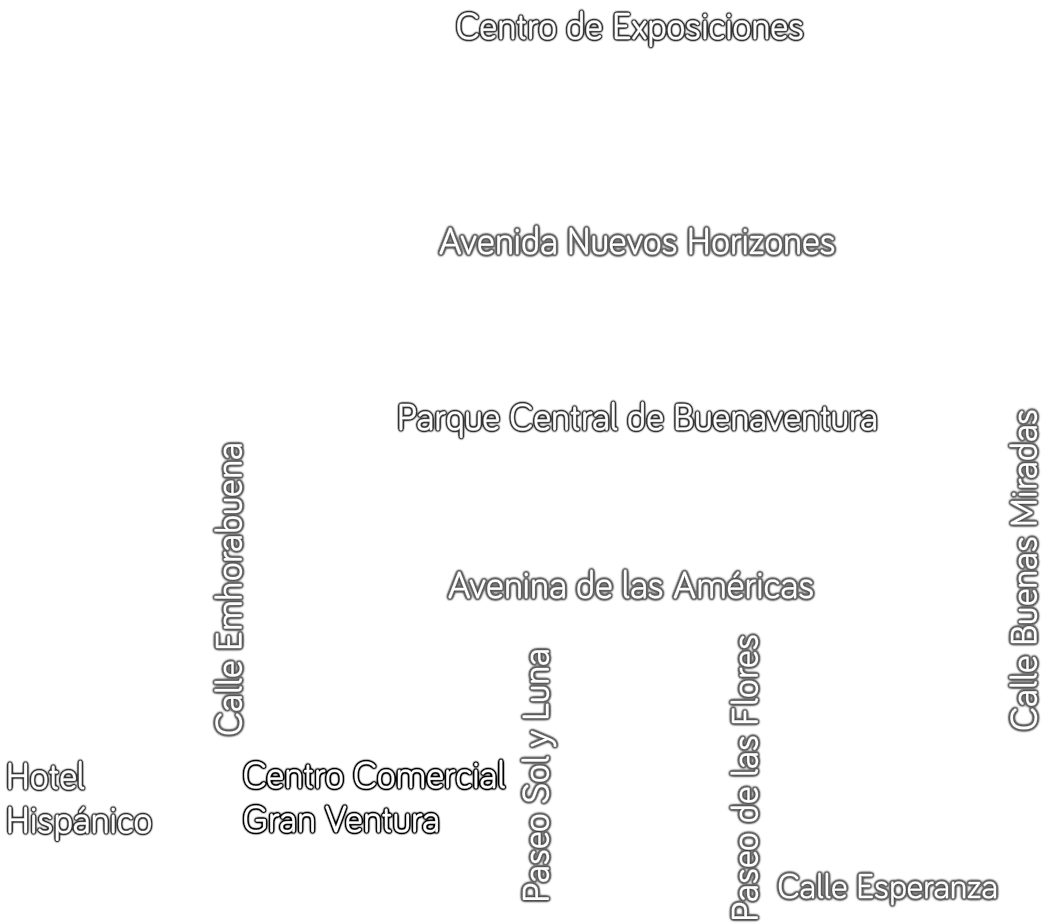 Centro de Exposiciones
Avenida Nuevos Horizones
Parque Central de Buenaventura
Calle Emhorabuena
Calle Buenas Miradas
Avenina de las Américas
Paseo Sol y Luna
Paseo de las Flores
Hotel
Hispánico
Centro Comercial
Gran Ventura
Calle Esperanza